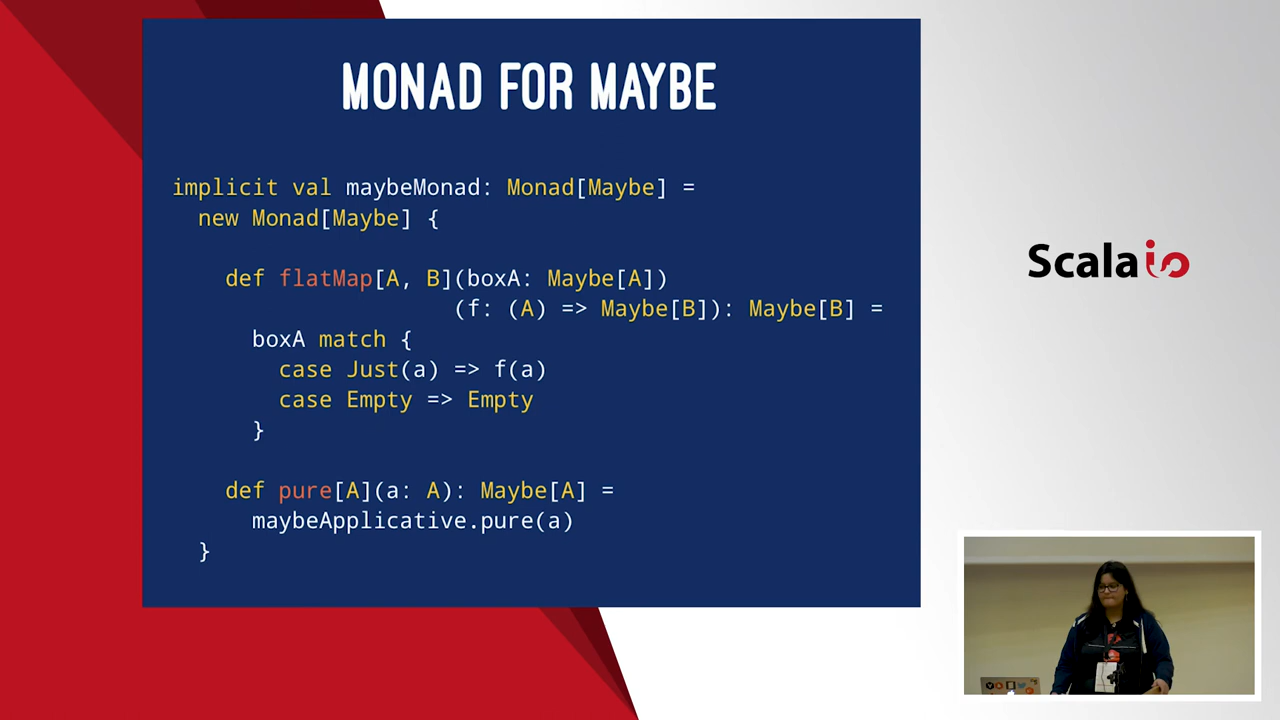 MONAD FOR MAYBE
implicit val maybeMonad: Monad[Maybe] =
new Monad[Maybe] {
def flatMap[A, B](boxA: Maybe[A])
(f: (A) => Maybe[B]): Maybe[B] =
boxA match {
case Just(a) => f(a)
case Empty => Empty
}
def pure[A](a: A): Maybe[A] =
maybeApplicative.pure(a)
}
Scala io